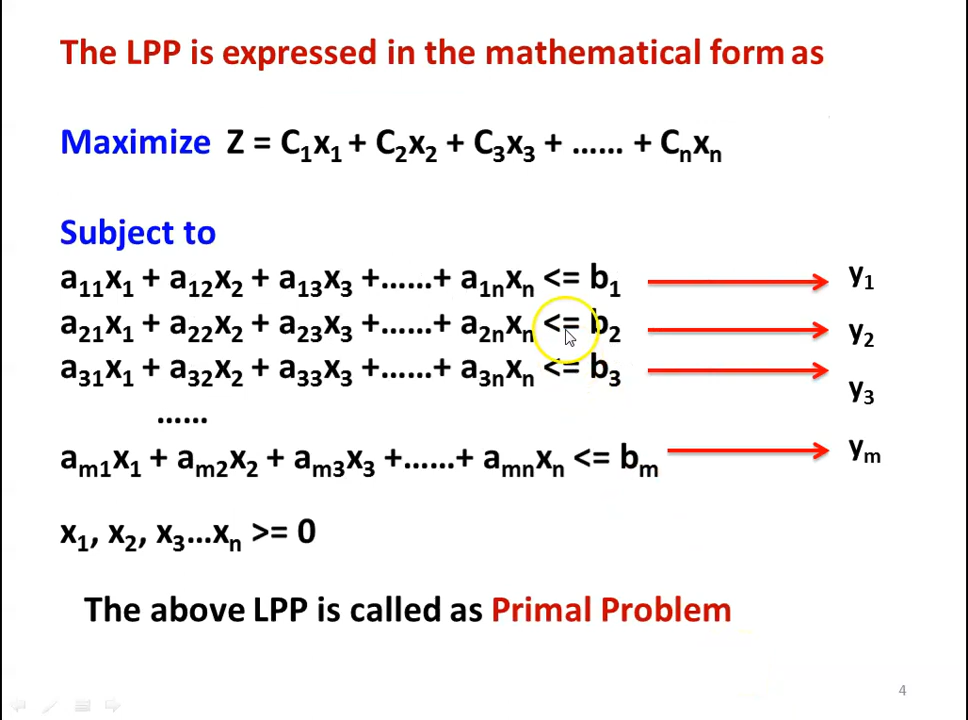 The LPP is expressed in the mathematical form as
Maximize Z = C₁x₁ + C₂x₂ + C₃x₃ + ...... + Cₙxₙ
Subject to
a₁₁x₁ + a₁₂x₂ + a₁₃x₃ +......+ a₁ₙxₙ <= b₁ y₁
a₂₁x₁ + a₂₂x₂ + a₂₃x₃ +......+ a₂ₙxₙ <= b₂ y₂
a₃₁x₁ + a₃₂x₂ + a₃₃x₃ +......+ a₃ₙxₙ <= b₃ y₃
......
aₘ₁x₁ + aₘ₂x₂ + aₘ₃x₃ +......+ aₘₙxₙ <= bₘ yₘ
x₁, x₂, x₃...xₙ >= 0
The above LPP is called as Primal Problem
4